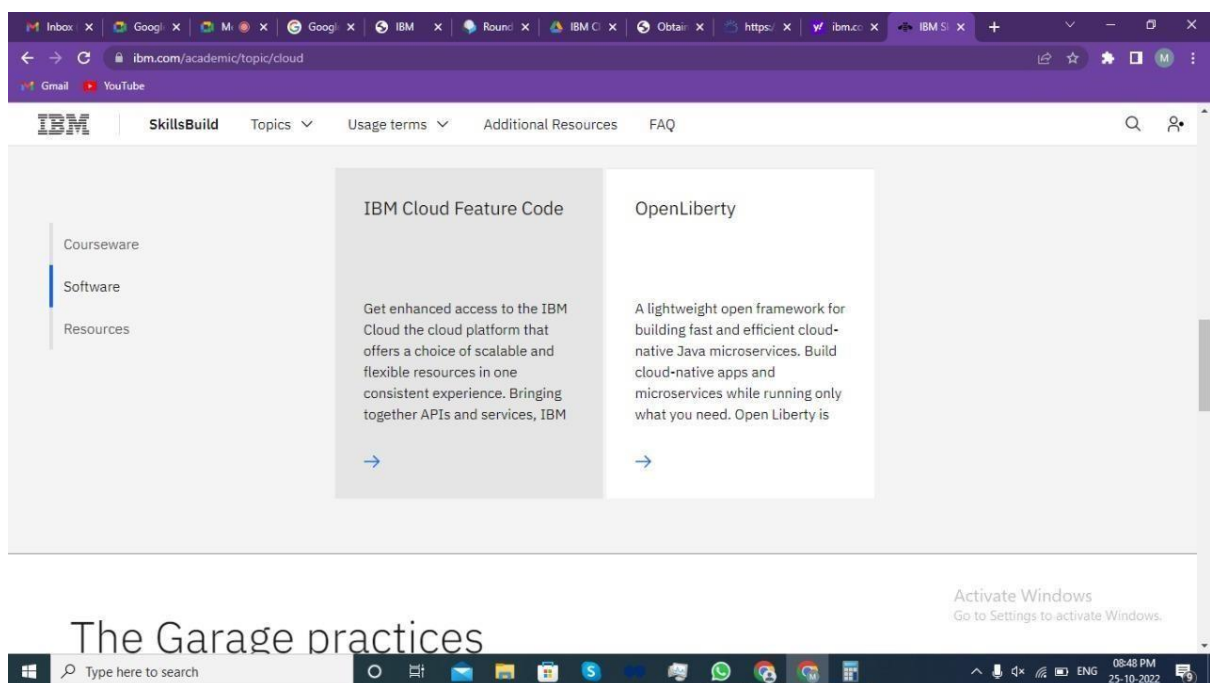 Inbox
Googl
Me
Googl
IBM
Round
IBM Cl
Obtain
https:/
y!
ibm.co
IBM S
ibm.com/academic/topic/cloud
M
Gmail
YouTube
IBM
SkillsBuild
Topics
Usage terms
Additional Resources
FAQ
Courseware
Software
Resources
IBM Cloud Feature Code
Get enhanced access to the IBM
Cloud the cloud platform that
offers a choice of scalable and
flexible resources in one
consistent experience. Bringing
together APIs and services, IBM
OpenLiberty
A lightweight open framework for
building fast and efficient cloud-
native Java microservices. Build
cloud-native apps and
microservices while running only
what you need. Open Liberty is
The Garage practices
Activate Windows
Go to Settings to activate Windows.
Type here to search
S
ENG
08:48 PM
25-10-2022
9